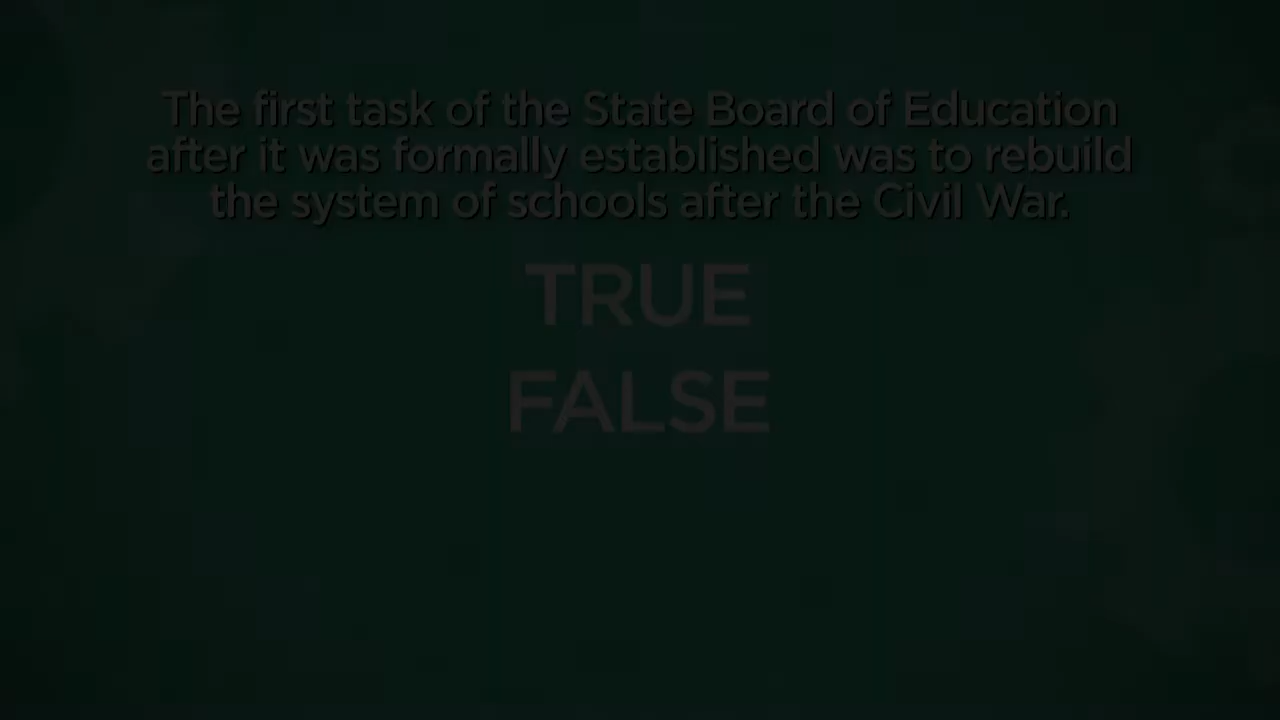 The first task of the State Board of Education
after it was formally established was to rebuild
the system of schools after the Civil War.
TRUE
FALSE